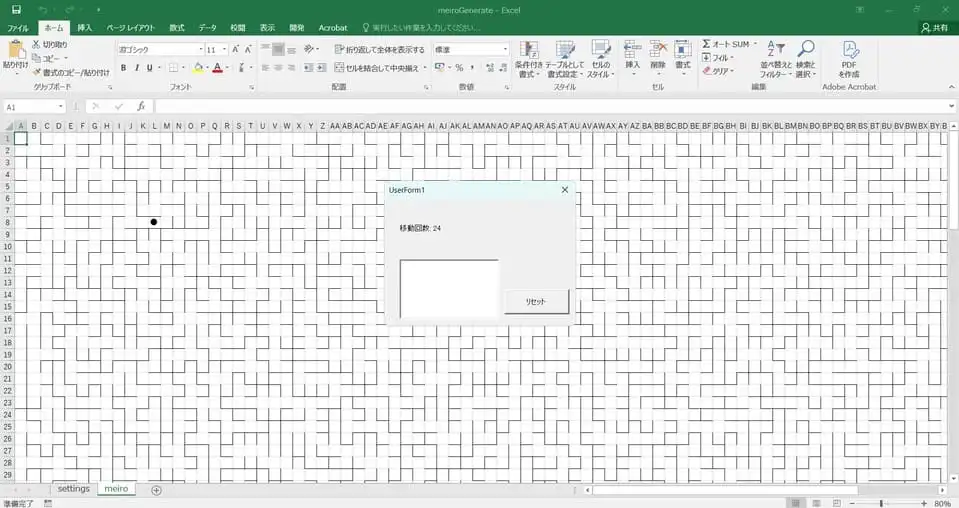 meiroGenerate - Excel
ファイル ホーム 挿入 ページ レイアウト 数式 データ 校閲 表示 開発 Acrobat 実行したい作業を入力してください... 共有
貼り付け
切り取り
コピー
書式のコピー/貼り付け
クリップボード
游ゴシック 11
B I U
フォント
折り返して全体を表示する
セルを結合して中央揃え
配置
標準
%
数値
条件付き書式 テーブルとして書式設定 セルのスタイル
スタイル
挿入 削除 書式
セル
Σ オート SUM
フィル
クリア
並べ替えとフィルター 検索と選択
編集
PDFを作成
Adobe Acrobat
A1 fx
A B C D E F G H I J K L M N O P Q R S T U V W X Y Z AA AB AC AD AE AF AG AH AI AJ AK AL AM AN AO AP AQ AR AS AT AU AV AW AX AY AZ BA BB BC BD BE BF BG BH BI BJ BK BL BM BN BO BP BQ BR BS BT BU BV BW BX BY
1
2
3
4
5
6
7
8
9
10
11
12
13
14
15
16
17
18
19
20
21
22
23
24
25
26
27
28
29
UserForm1
移動回数: 24
リセット
settings meiro
準備完了 80%